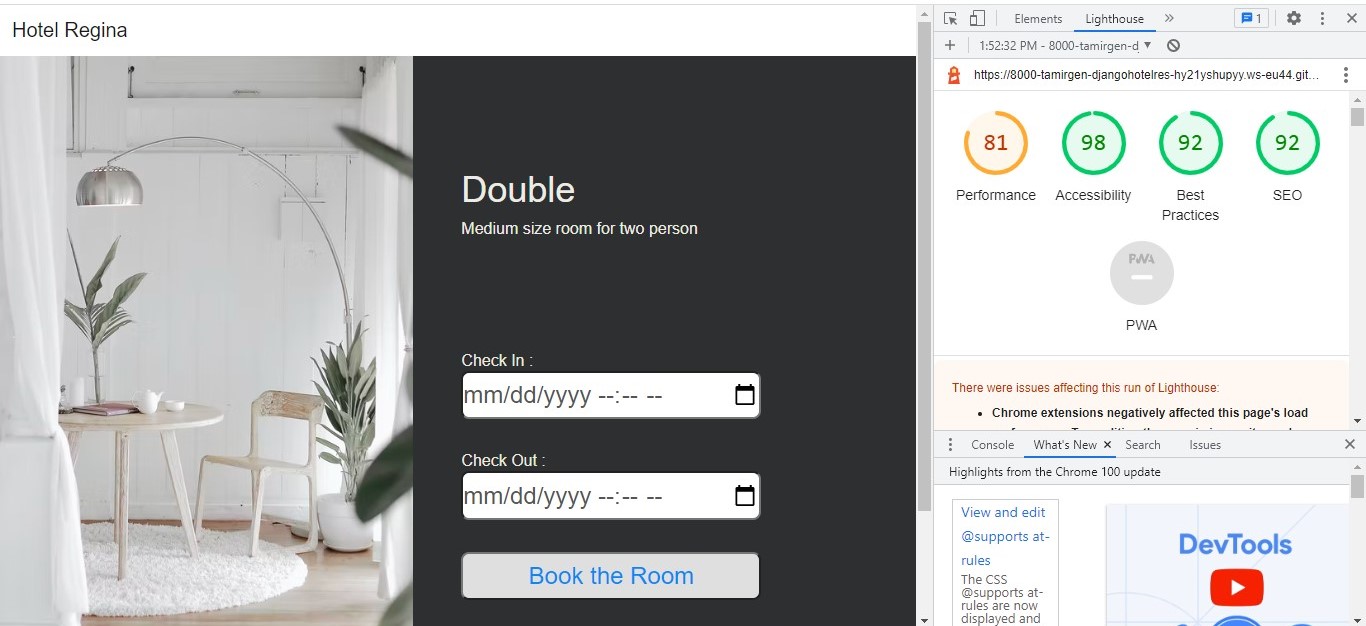 Hotel Regina
Double
Medium size room for two person
Check In :
mm/dd/yyyy --:-- --
Check Out :
mm/dd/yyyy --:-- --
Book the Room
Elements
Lighthouse
1
1:52:32 PM - 8000-tamirgen-d
https://8000-tamirgen-djangohotelres-hy21yshupyy.ws-eu44.git…
81
98
92
92
Performance
Accessibility
Best
Practices
SEO
PWA
PWA
There were issues affecting this run of Lighthouse:
Chrome extensions negatively affected this page's load
Console
What's New
Search
Issues
Highlights from the Chrome 100 update
View and edit
@supports at-
rules
The CSS
@supports at-
rules are now
displayed and
DevTools